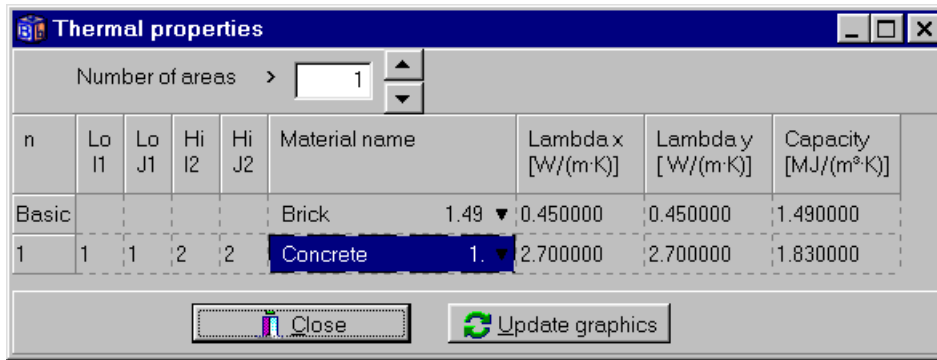 Thermal properties
Number of areas > 1
n Lo I1 Lo J1 Hi I2 Hi J2 Material name Lambda x [W/(m·K)] Lambda y [W/(m·K)] Capacity [MJ/(m³·K)]
Basic Brick 1.49 0.450000 0.450000 1.490000
1 1 1 2 2 Concrete 1. 2.700000 2.700000 1.830000
Close Update graphics